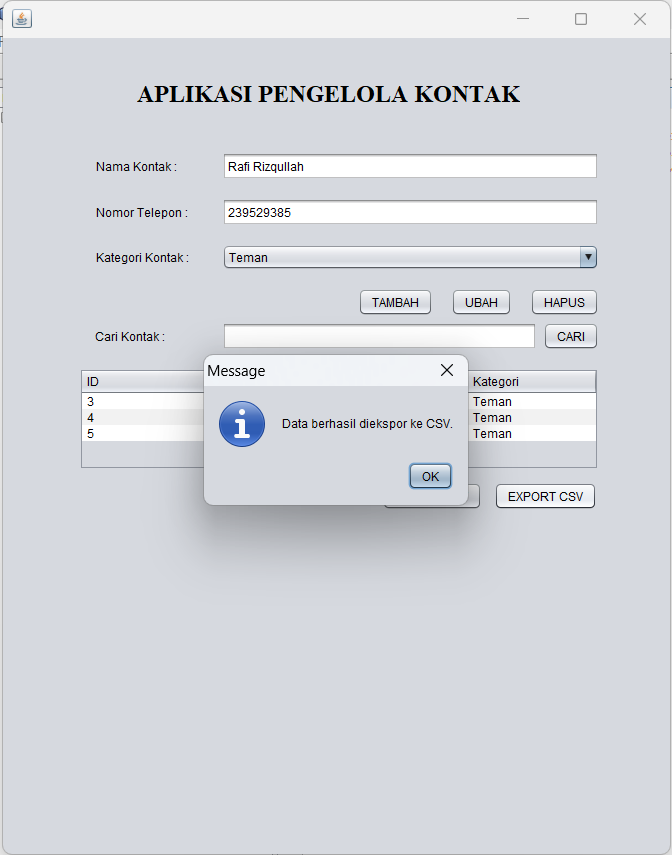 APLIKASI PENGELOLA KONTAK
Nama Kontak : Rafi Rizqullah
Nomor Telepon : 239529385
Kategori Kontak : Teman
TAMBAH UBAH HAPUS
Cari Kontak : CARI
Message
ID Kategori
3 Teman
4 Teman
5 Teman
Data berhasil diekspor ke CSV.
OK
EXPORT CSV